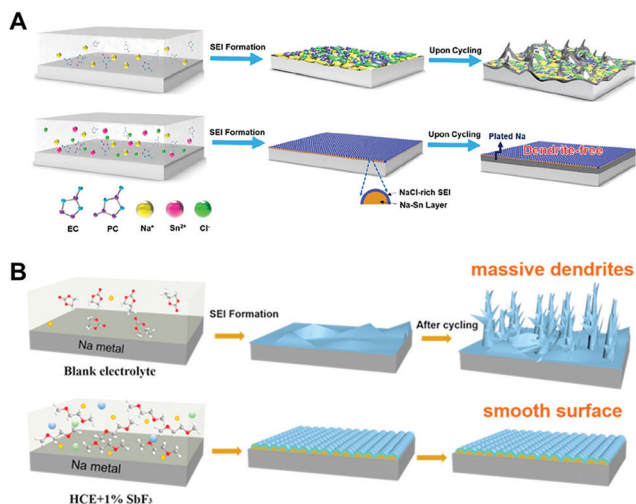 A
SEI Formation
Upon Cycling
SEI Formation
Upon Cycling
Plated Na
Dendrite-free
NaCl-rich SEI
Na-Sn Layer
EC
PC
Na⁺
Sn²⁺
Cl⁻
B
massive dendrites
SEI Formation
After cycling
Na metal
Blank electrolyte
smooth surface
Na metal
HCE+1% SbF₃